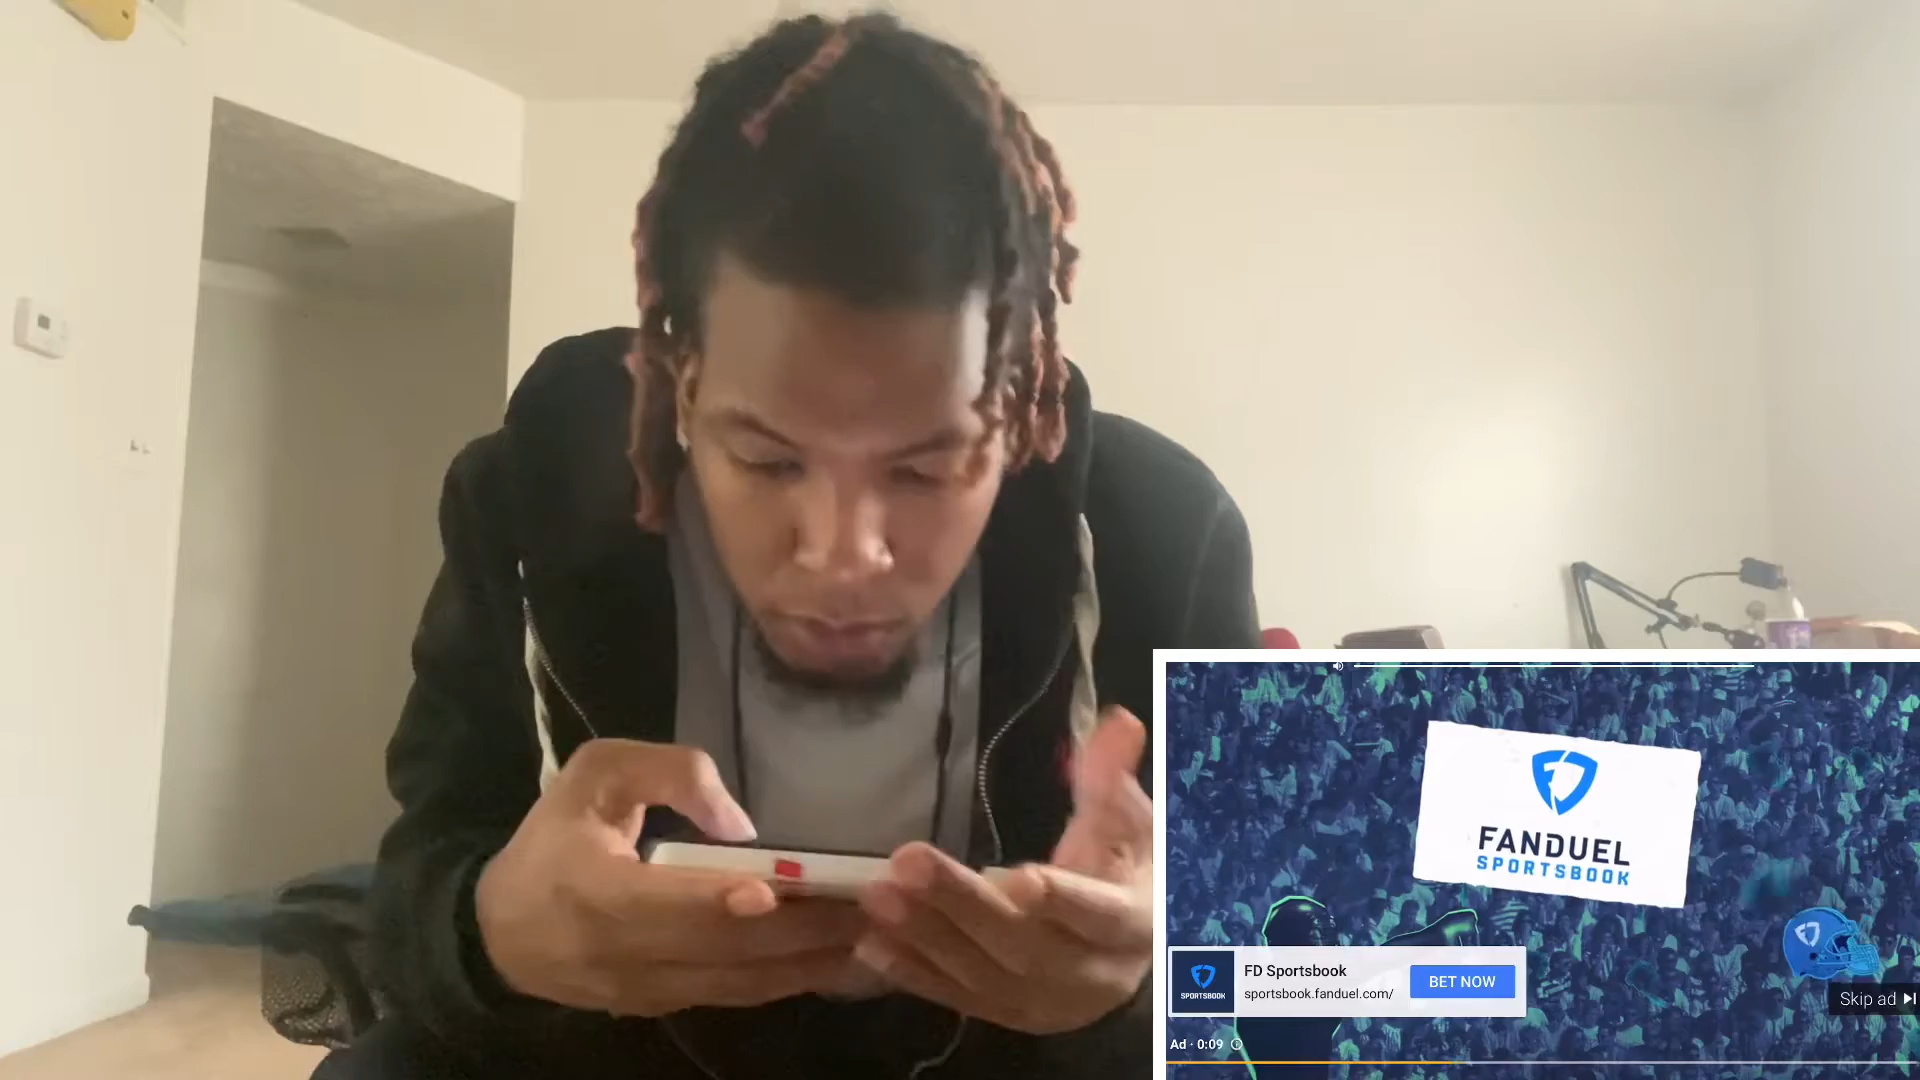 FANDUEL
SPORTSBOOK
FD Sportsbook
sportsbook.fanduel.com/
BET NOW
SPORTSBOOK
Skip ad
Ad · 0:09